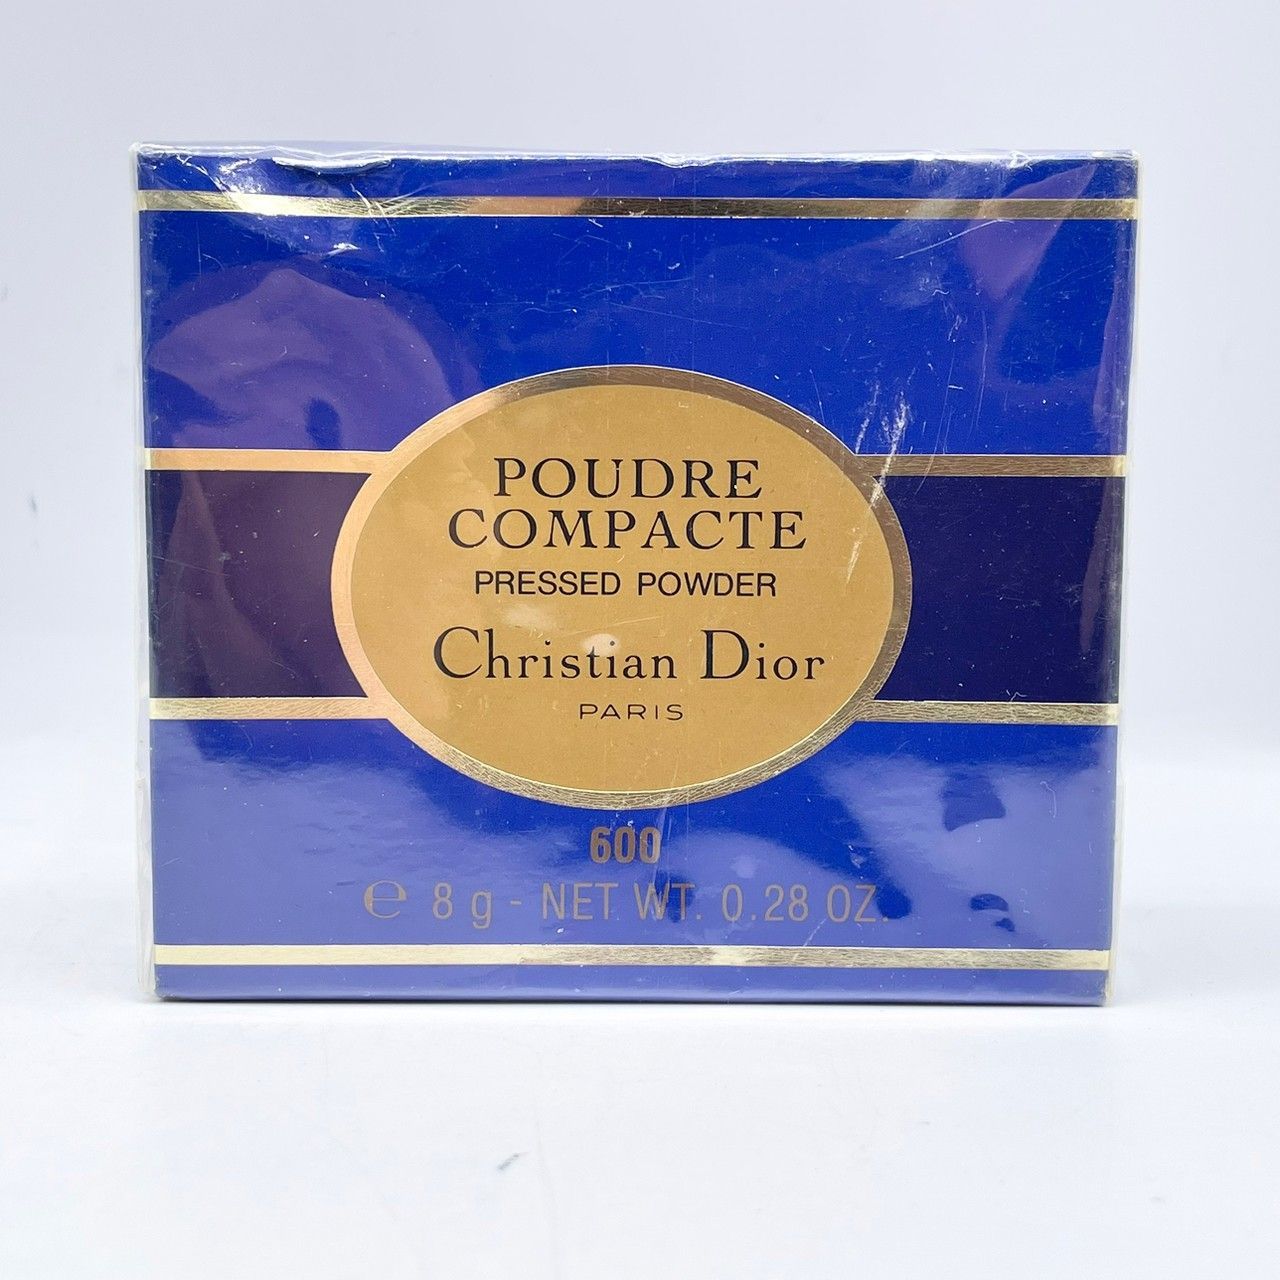 POUDRE
COMPACTE
PRESSED POWDER
Christian Dior
PARIS
600
℮ 8 g - NET WT. 0.28 OZ.